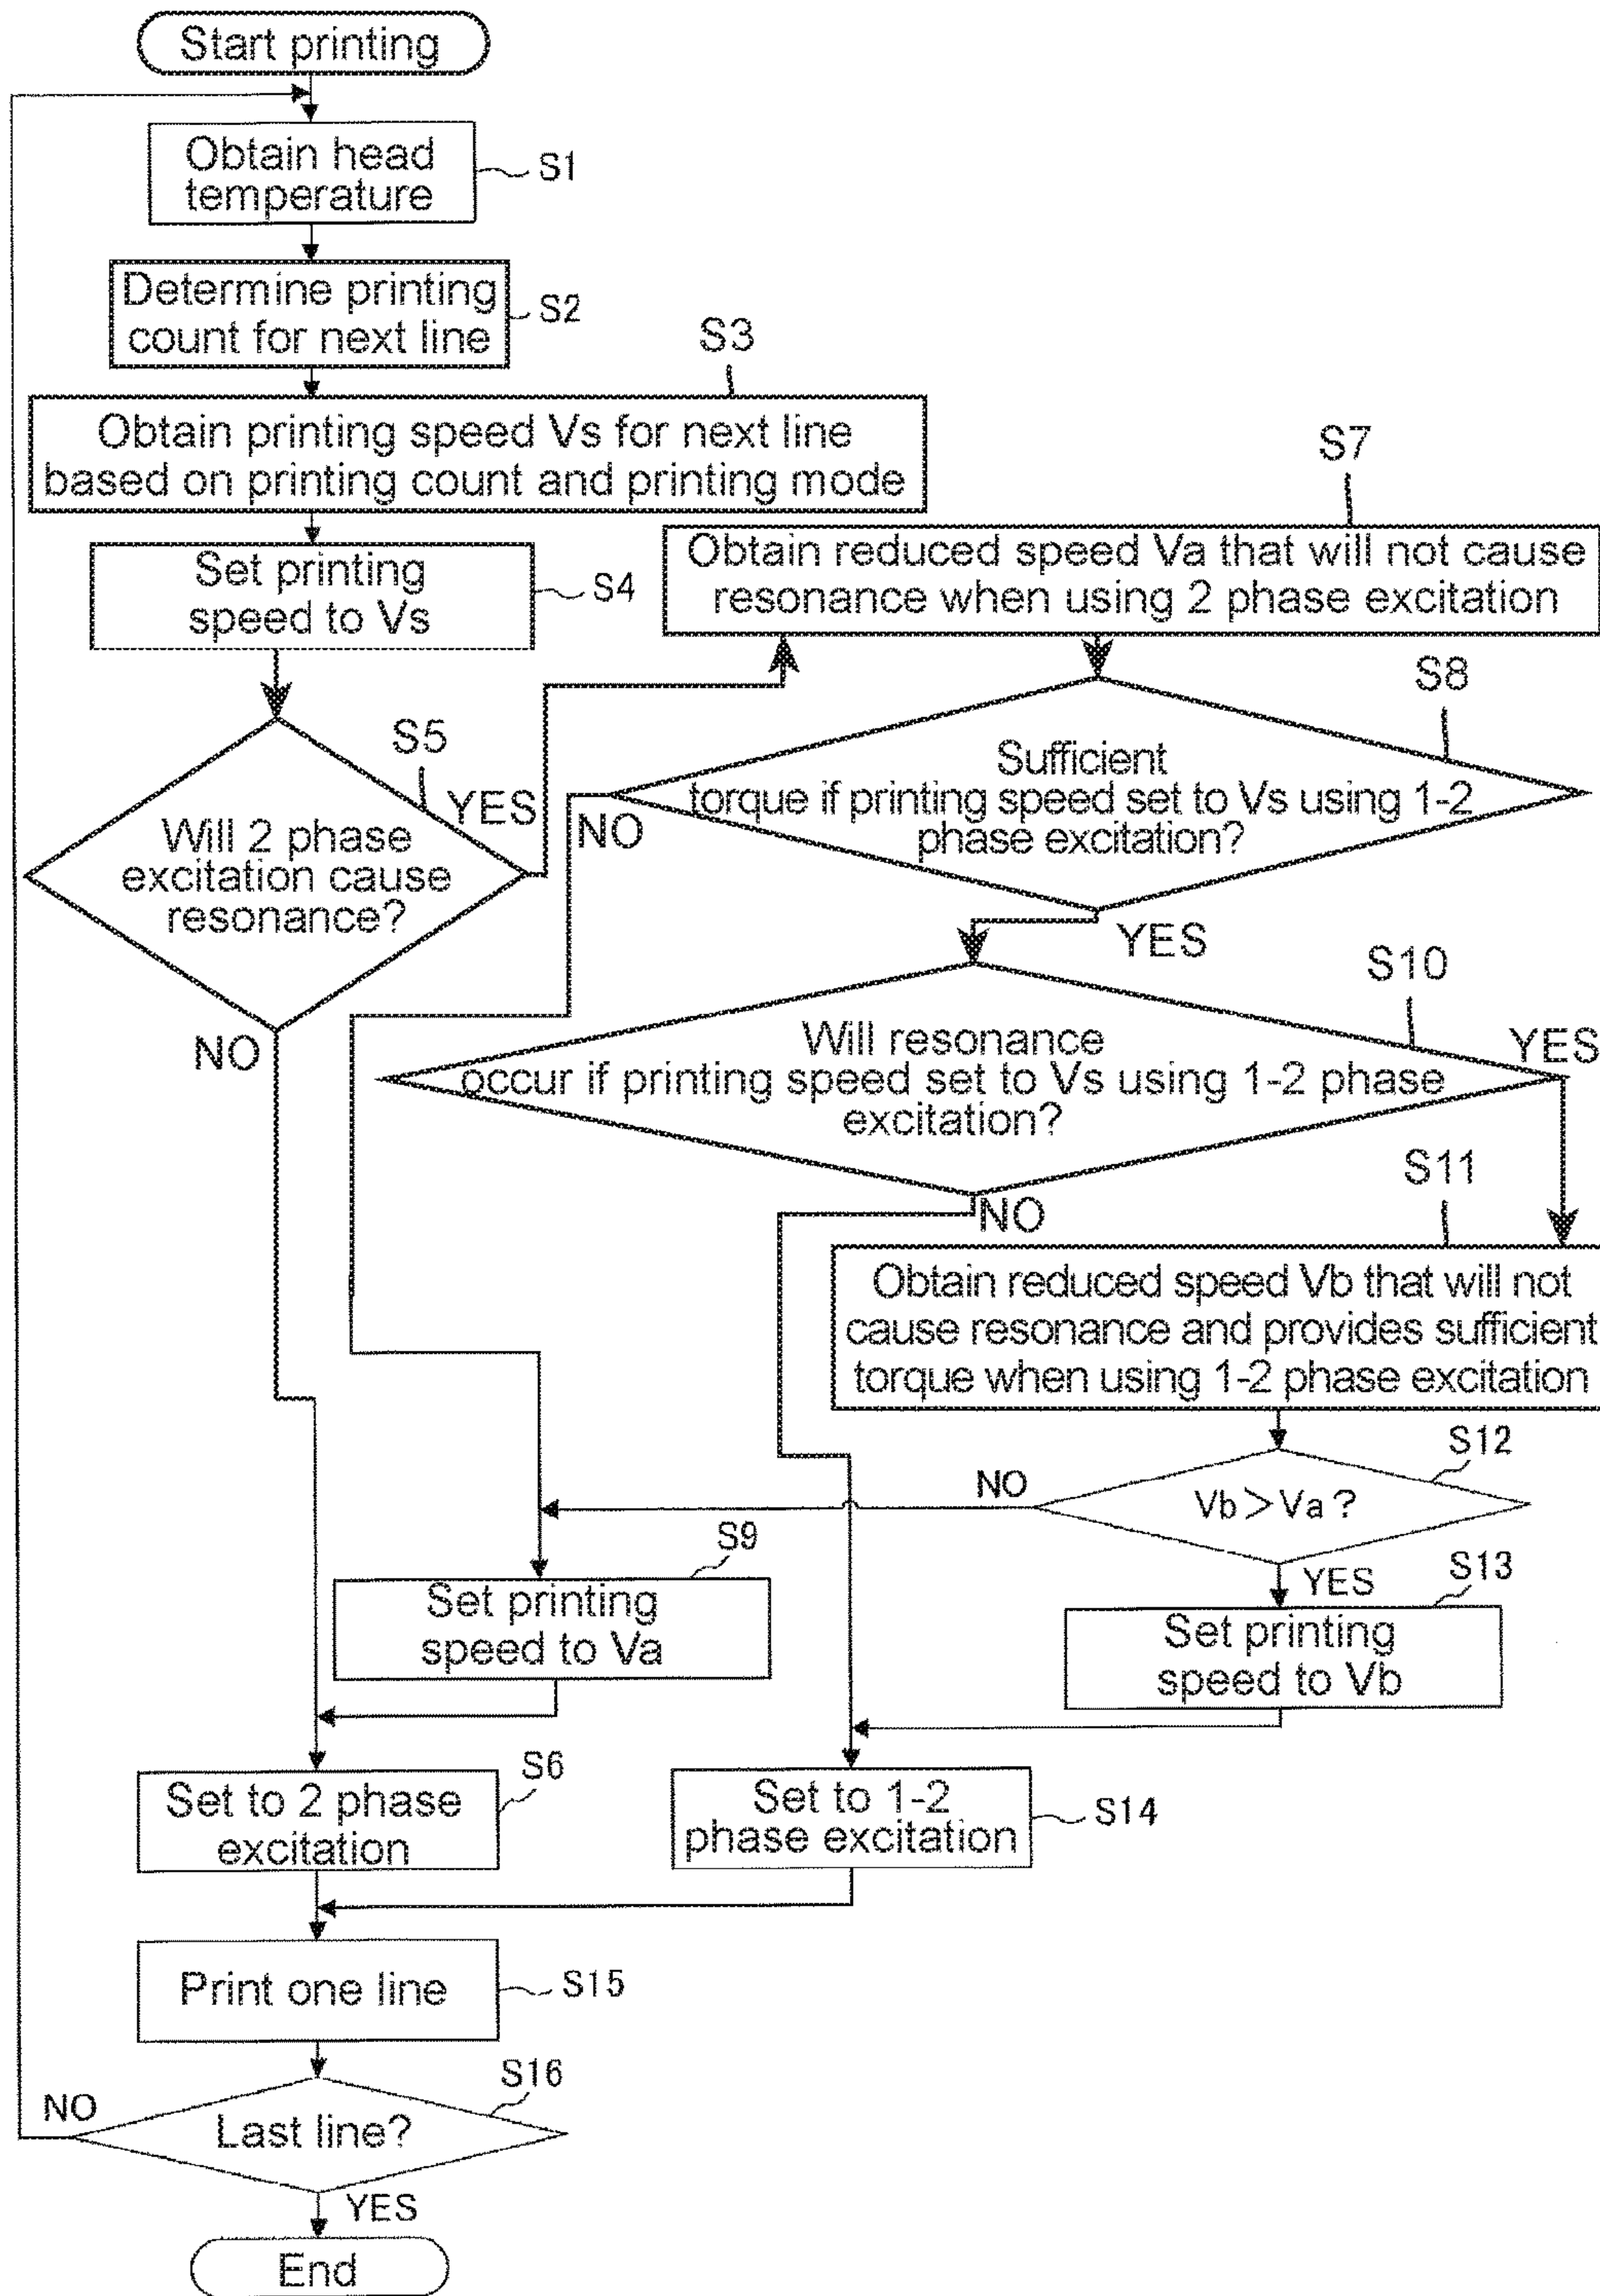 Start printing
Obtain head
temperature
S1
Determine printing
count for next line
S2
S3
Obtain printing speed Vs for next line
based on printing count and printing mode
Set printing
speed to Vs
S4
S7
Obtain reduced speed Va that will not cause
resonance when using 2 phase excitation
S5
Will 2 phase
excitation cause
resonance?
YES
NO
S8
Sufficient
torque if printing speed set to Vs using 1-2
phase excitation?
NO
YES
S10
Will resonance
occur if printing speed set to Vs using 1-2 phase
excitation?
YES
NO
S11
Obtain reduced speed Vb that will not
cause resonance and provides sufficient
torque when using 1-2 phase excitation
S12
Vb>Va?
NO
YES
S9
Set printing
speed to Va
S13
Set printing
speed to Vb
S6
Set to 2 phase
excitation
Set to 1-2
phase excitation
S14
Print one line
S15
S16
Last line?
NO
YES
End